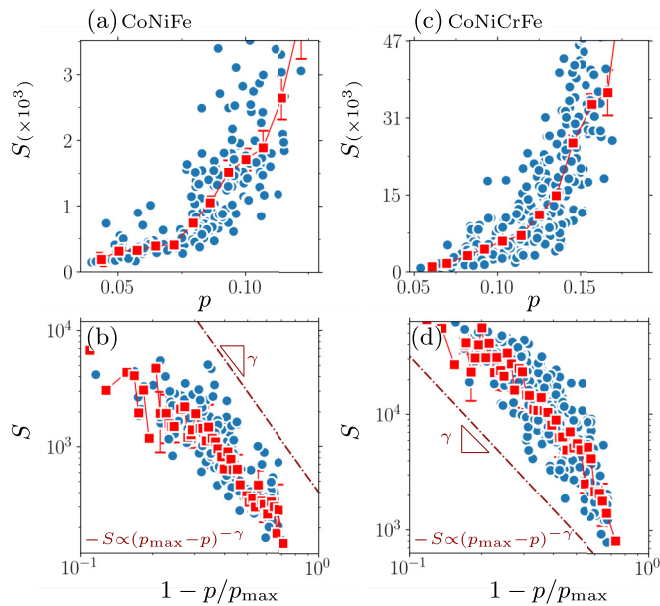 (a) CoNiFe
S(×10³)
3
2
1
0
0.05
0.10
p
(c) CoNiCrFe
S(×10³)
47
31
15
0
0.05
0.10
0.15
p
(b)
S
10⁴
10³
γ
−S∝(pmax−p)^−γ
10⁻¹
10⁰
1 − p/pmax
(d)
10⁴
10³
γ
−S∝(pmax−p)^−γ
10⁻¹
10⁰
1 − p/pmax